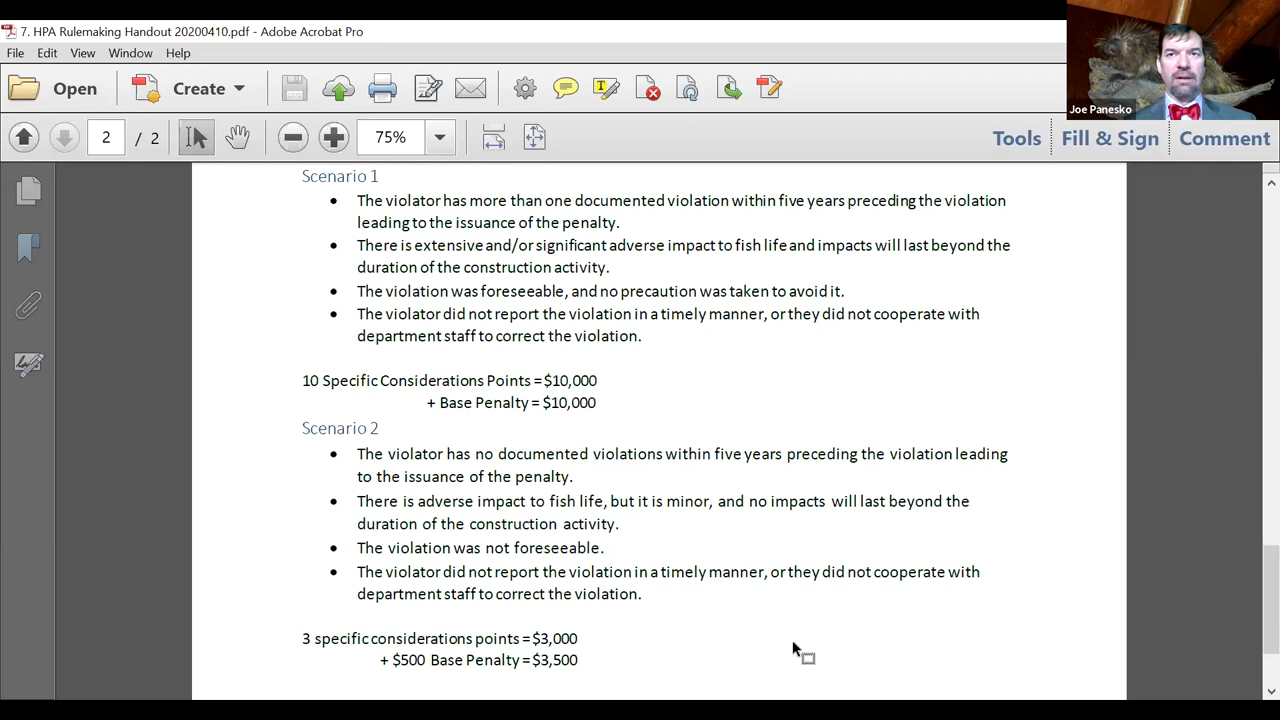 7. HPA Rulemaking Handout 20200410.pdf - Adobe Acrobat Pro
File Edit View Window Help
Open Create
Joe Panesko
2 / 2 75% Tools Fill & Sign Comment
Scenario 1
• The violator has more than one documented violation within five years preceding the violation
leading to the issuance of the penalty.
• There is extensive and/or significant adverse impact to fish life and impacts will last beyond the
duration of the construction activity.
• The violation was foreseeable, and no precaution was taken to avoid it.
• The violator did not report the violation in a timely manner, or they did not cooperate with
department staff to correct the violation.
10 Specific Considerations Points = $10,000
+ Base Penalty = $10,000
Scenario 2
• The violator has no documented violations within five years preceding the violation leading
to the issuance of the penalty.
• There is adverse impact to fish life, but it is minor, and no impacts will last beyond the
duration of the construction activity.
• The violation was not foreseeable.
• The violator did not report the violation in a timely manner, or they did not cooperate with
department staff to correct the violation.
3 specific considerations points = $3,000
+ $500 Base Penalty = $3,500